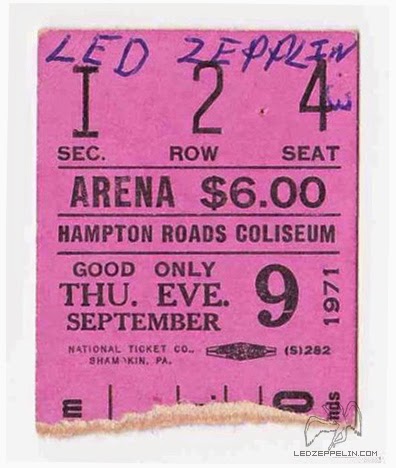 LED ZEPPLIN
I 2 4
SEC. ROW SEAT
ARENA $6.00
HAMPTON ROADS COLISEUM
GOOD ONLY
THU. EVE. 9 1971
SEPTEMBER
NATIONAL TICKET CO., (S)282
SHAMOKIN, PA.
E
LEDZEPPELIN.COM